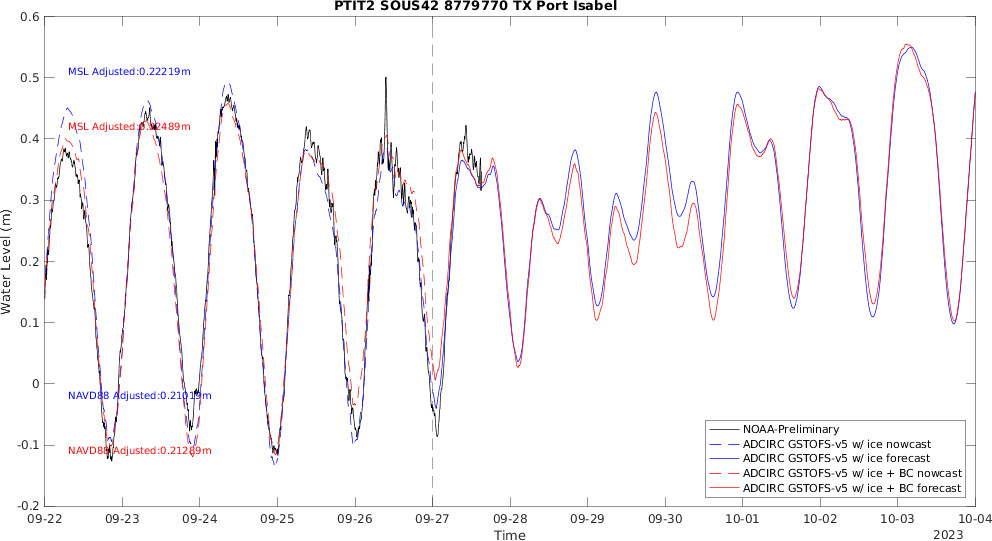 PTIT2 SOUS42 8779770 TX Port Isabel
0.6
0.5
0.4
0.3
0.2
0.1
0
-0.1
-0.2
Water Level (m)
MSL Adjusted:0.22219m
MSL Adjusted:0.22489m
NAVD88 Adjusted:0.21019m
NAVD88 Adjusted:0.21289m
NOAA-Preliminary
ADCIRC GSTOFS-v5 w/ ice nowcast
ADCIRC GSTOFS-v5 w/ ice forecast
ADCIRC GSTOFS-v5 w/ ice + BC nowcast
ADCIRC GSTOFS-v5 w/ ice + BC forecast
09-22 09-23 09-24 09-25 09-26 09-27 09-28 09-29 09-30 10-01 10-02 10-03 10-04
Time
2023